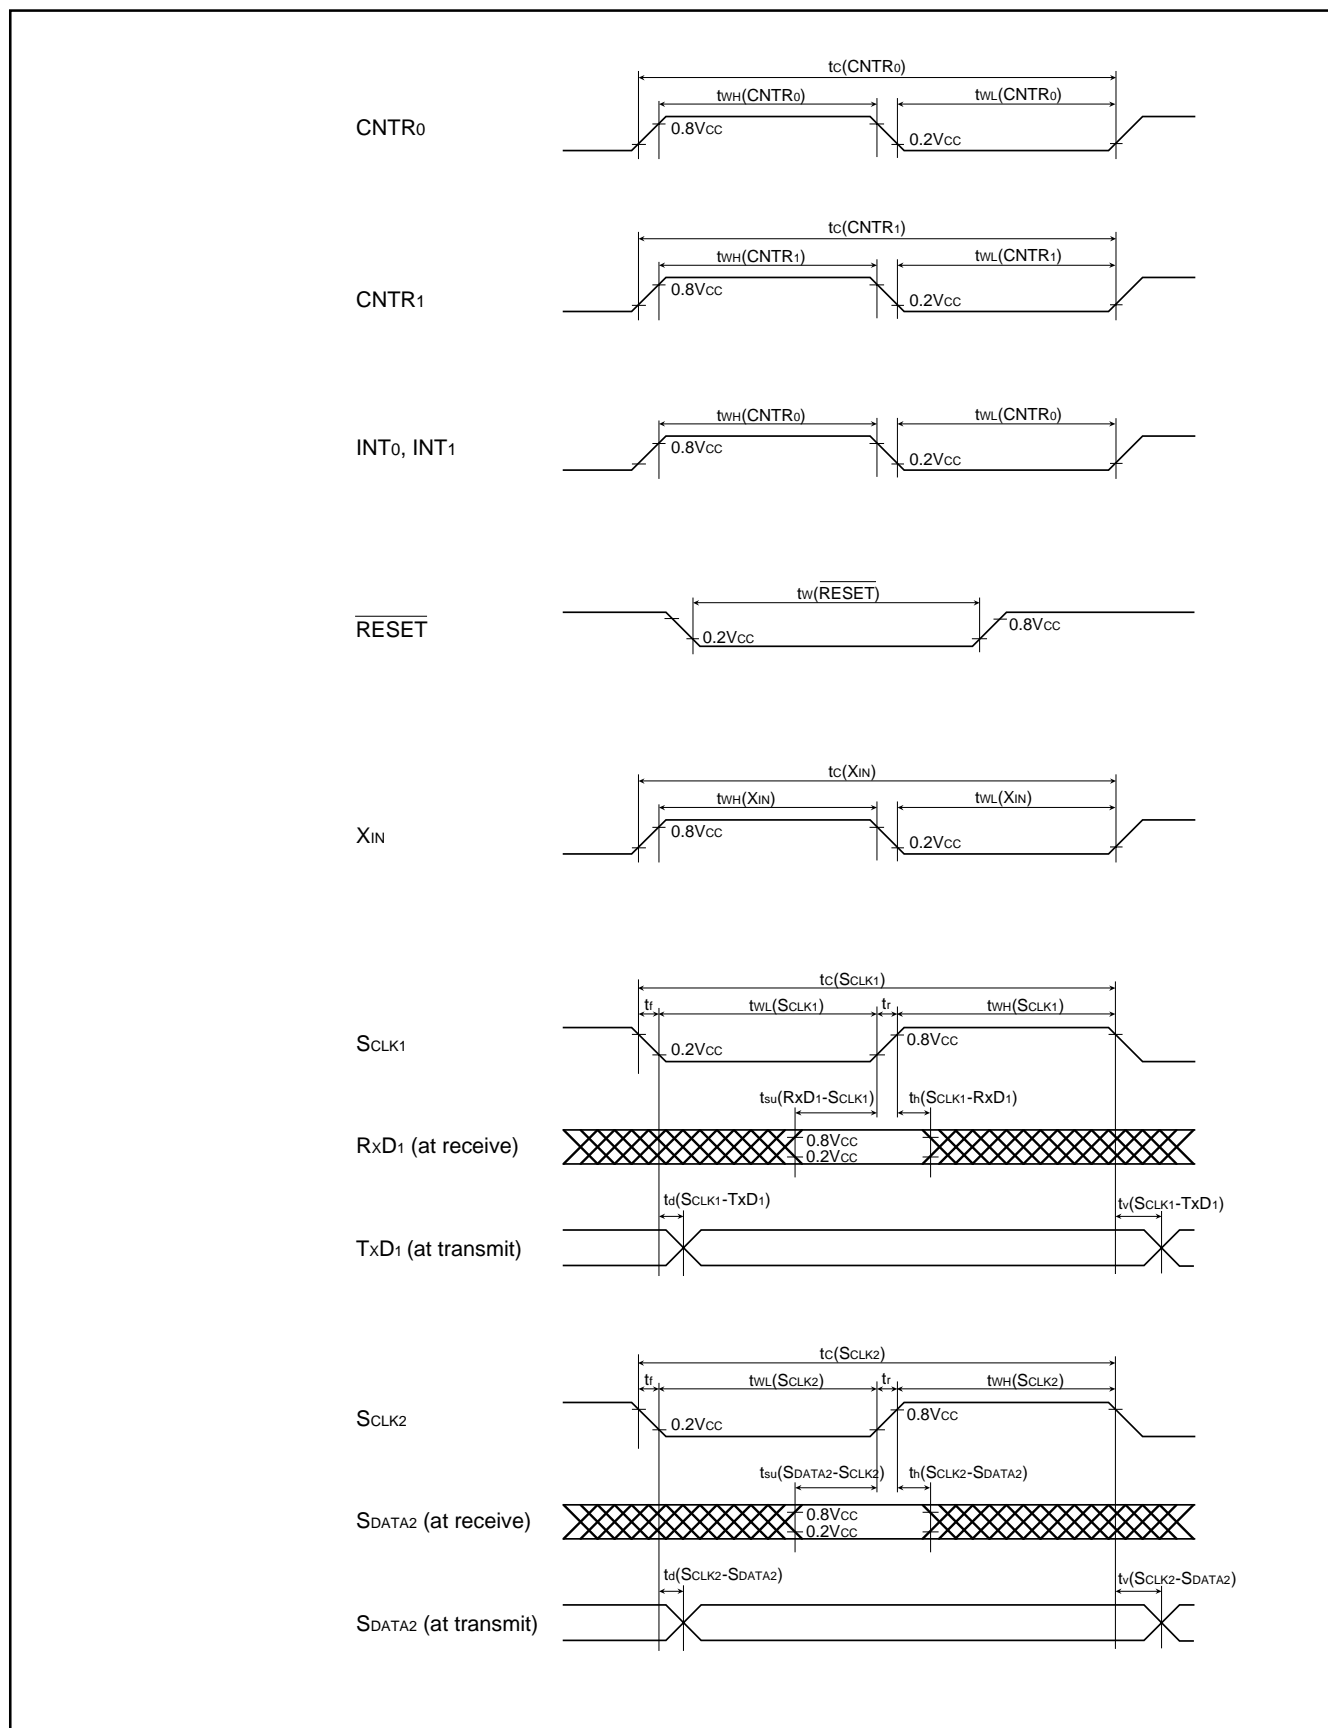 tC(CNTR0)
tWH(CNTR0) tWL(CNTR0)
CNTR0 0.8VCC 0.2VCC
tC(CNTR1)
tWH(CNTR1) tWL(CNTR1)
CNTR1 0.8VCC 0.2VCC
tWH(CNTR0) tWL(CNTR0)
INT0, INT1 0.8VCC 0.2VCC
tW(RESET)
RESET 0.2VCC 0.8VCC
tC(XIN)
tWH(XIN) tWL(XIN)
XIN 0.8VCC 0.2VCC
tC(SCLK1)
tf tWL(SCLK1) tr tWH(SCLK1)
SCLK1 0.2VCC 0.8VCC
tsu(RxD1-SCLK1) th(SCLK1-RxD1)
RXD1 (at receive) 0.8VCC
0.2VCC
td(SCLK1-TxD1) tv(SCLK1-TxD1)
TXD1 (at transmit)
tC(SCLK2)
tf tWL(SCLK2) tr tWH(SCLK2)
SCLK2 0.2VCC 0.8VCC
tsu(SDATA2-SCLK2) th(SCLK2-SDATA2)
SDATA2 (at receive) 0.8VCC
0.2VCC
td(SCLK2-SDATA2) tv(SCLK2-SDATA2)
SDATA2 (at transmit)